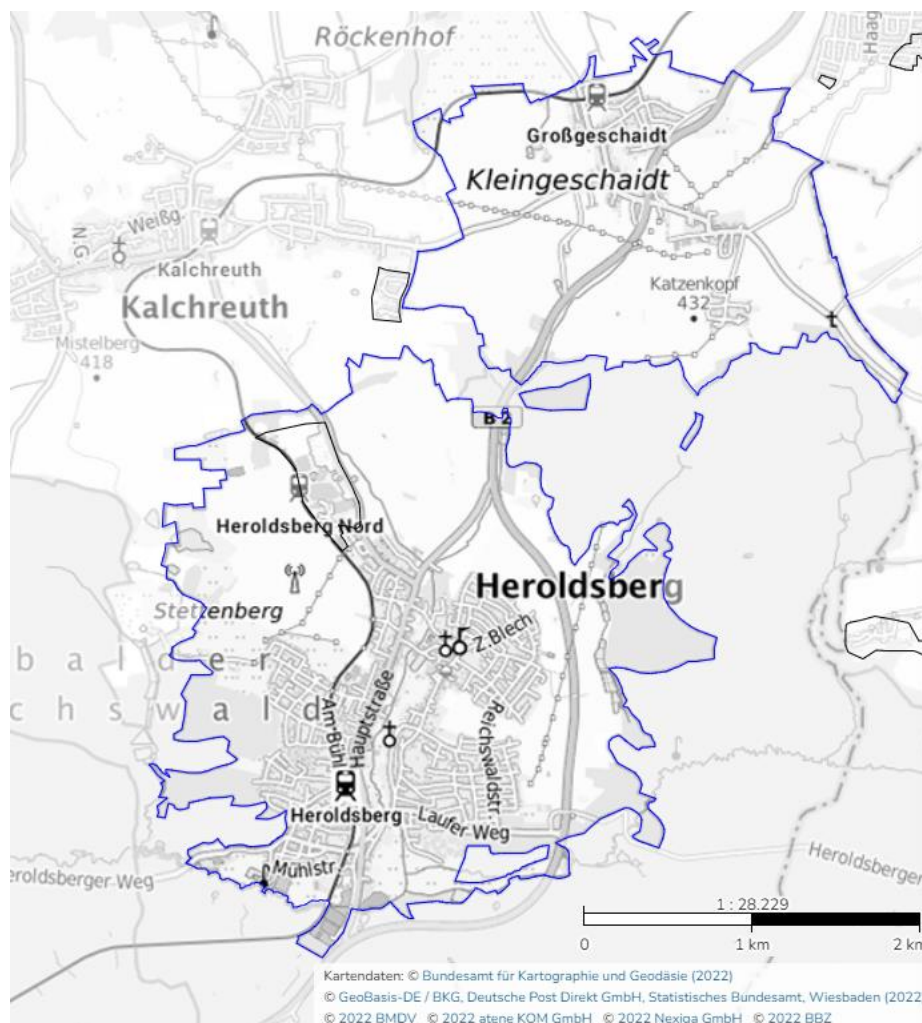 Röckenhof
Haag
Großgeschaidt
Kleingeschaidt
Weißg.
N.G.
Kalchreuth
Kalchreuth
Katzenkopf
432
Mistelberg
418
B 2
Heroldsberg Nord
Heroldsberg
Stettenberg
Z.Blech
b a l d e r
c h s w a l d
Hauptstraße
Am Bühl
Reichswaldstr.
Heroldsberg
Laufer Weg
Mühlstr.
eroldsberger Weg
Heroldsberger
1 : 28.229
0 1 km 2 km
Kartendaten: © Bundesamt für Kartographie und Geodäsie (2022)
© GeoBasis-DE / BKG, Deutsche Post Direkt GmbH, Statistisches Bundesamt, Wiesbaden (2022
© 2022 BMDV © 2022 atene KOM GmbH © 2022 Nexiga GmbH © 2022 BBZ